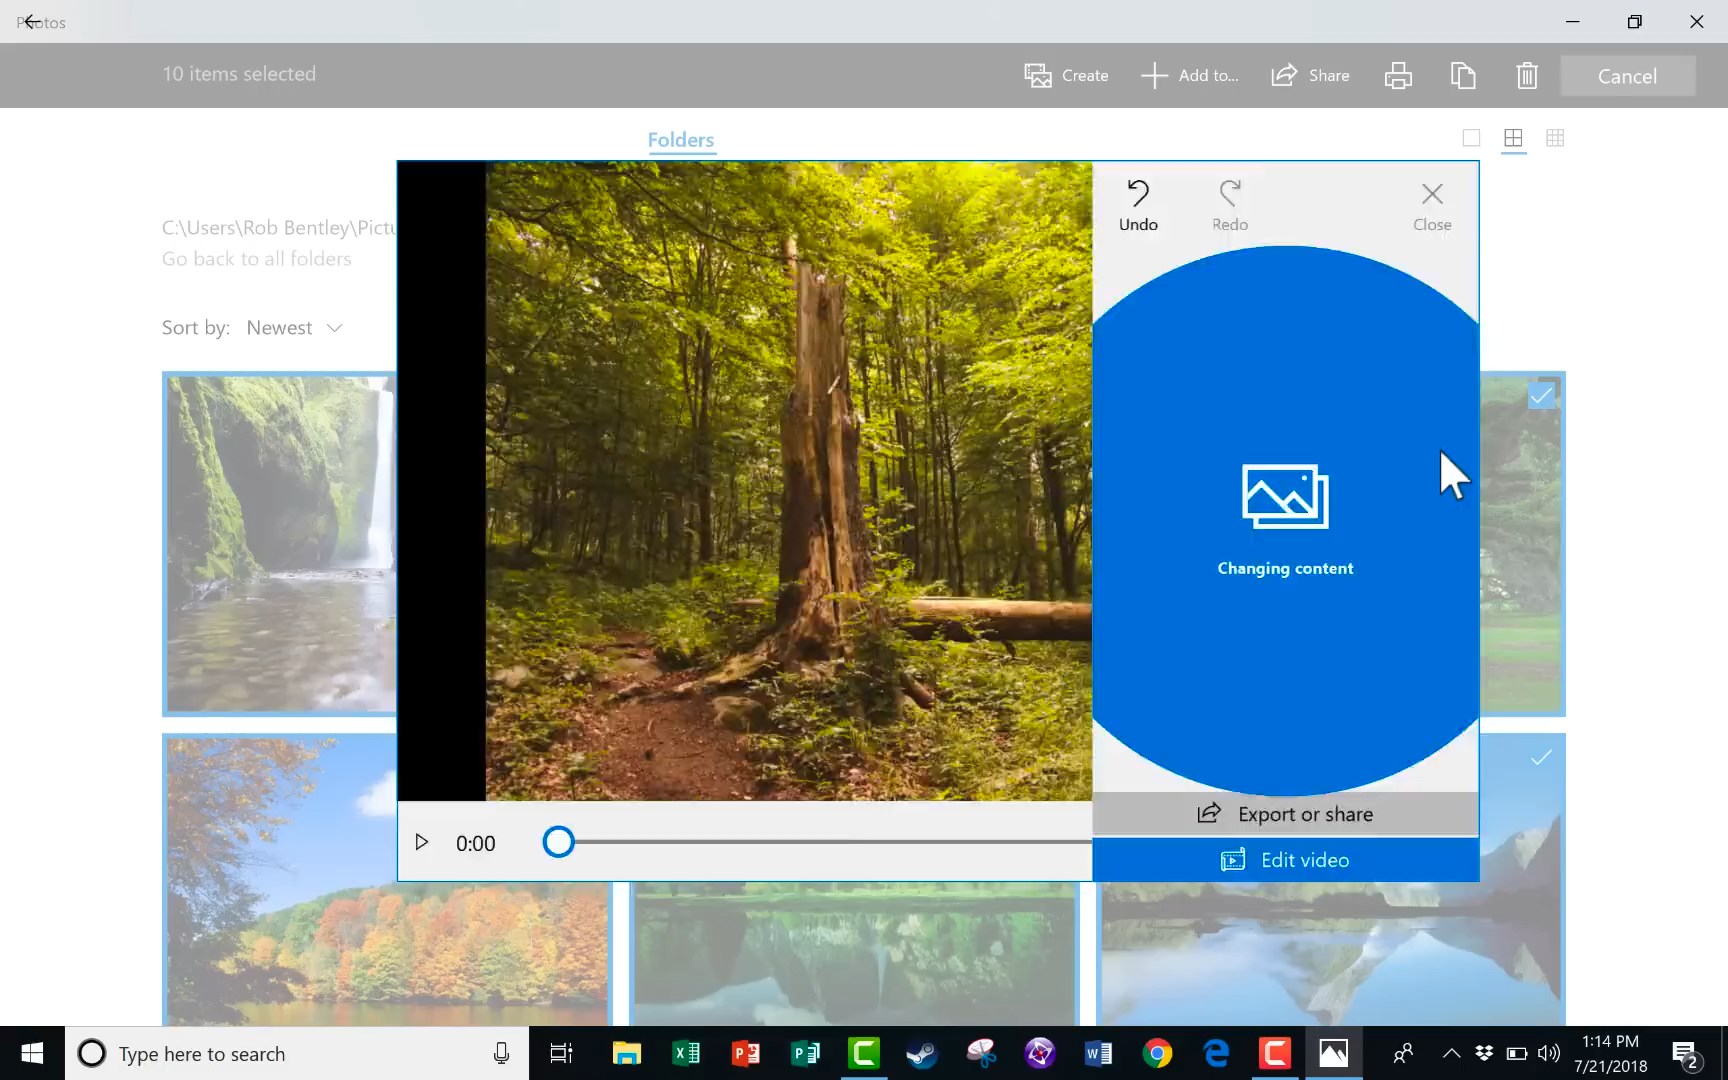 Photos
10 items selected
Create
Add to...
Share
Cancel
Folders
C:\Users\Rob Bentley\Pictu
Go back to all folders
Sort by: Newest
Undo
Redo
Close
Changing content
Export or share
0:00
Edit video
Type here to search
1:14 PM
7/21/2018
2